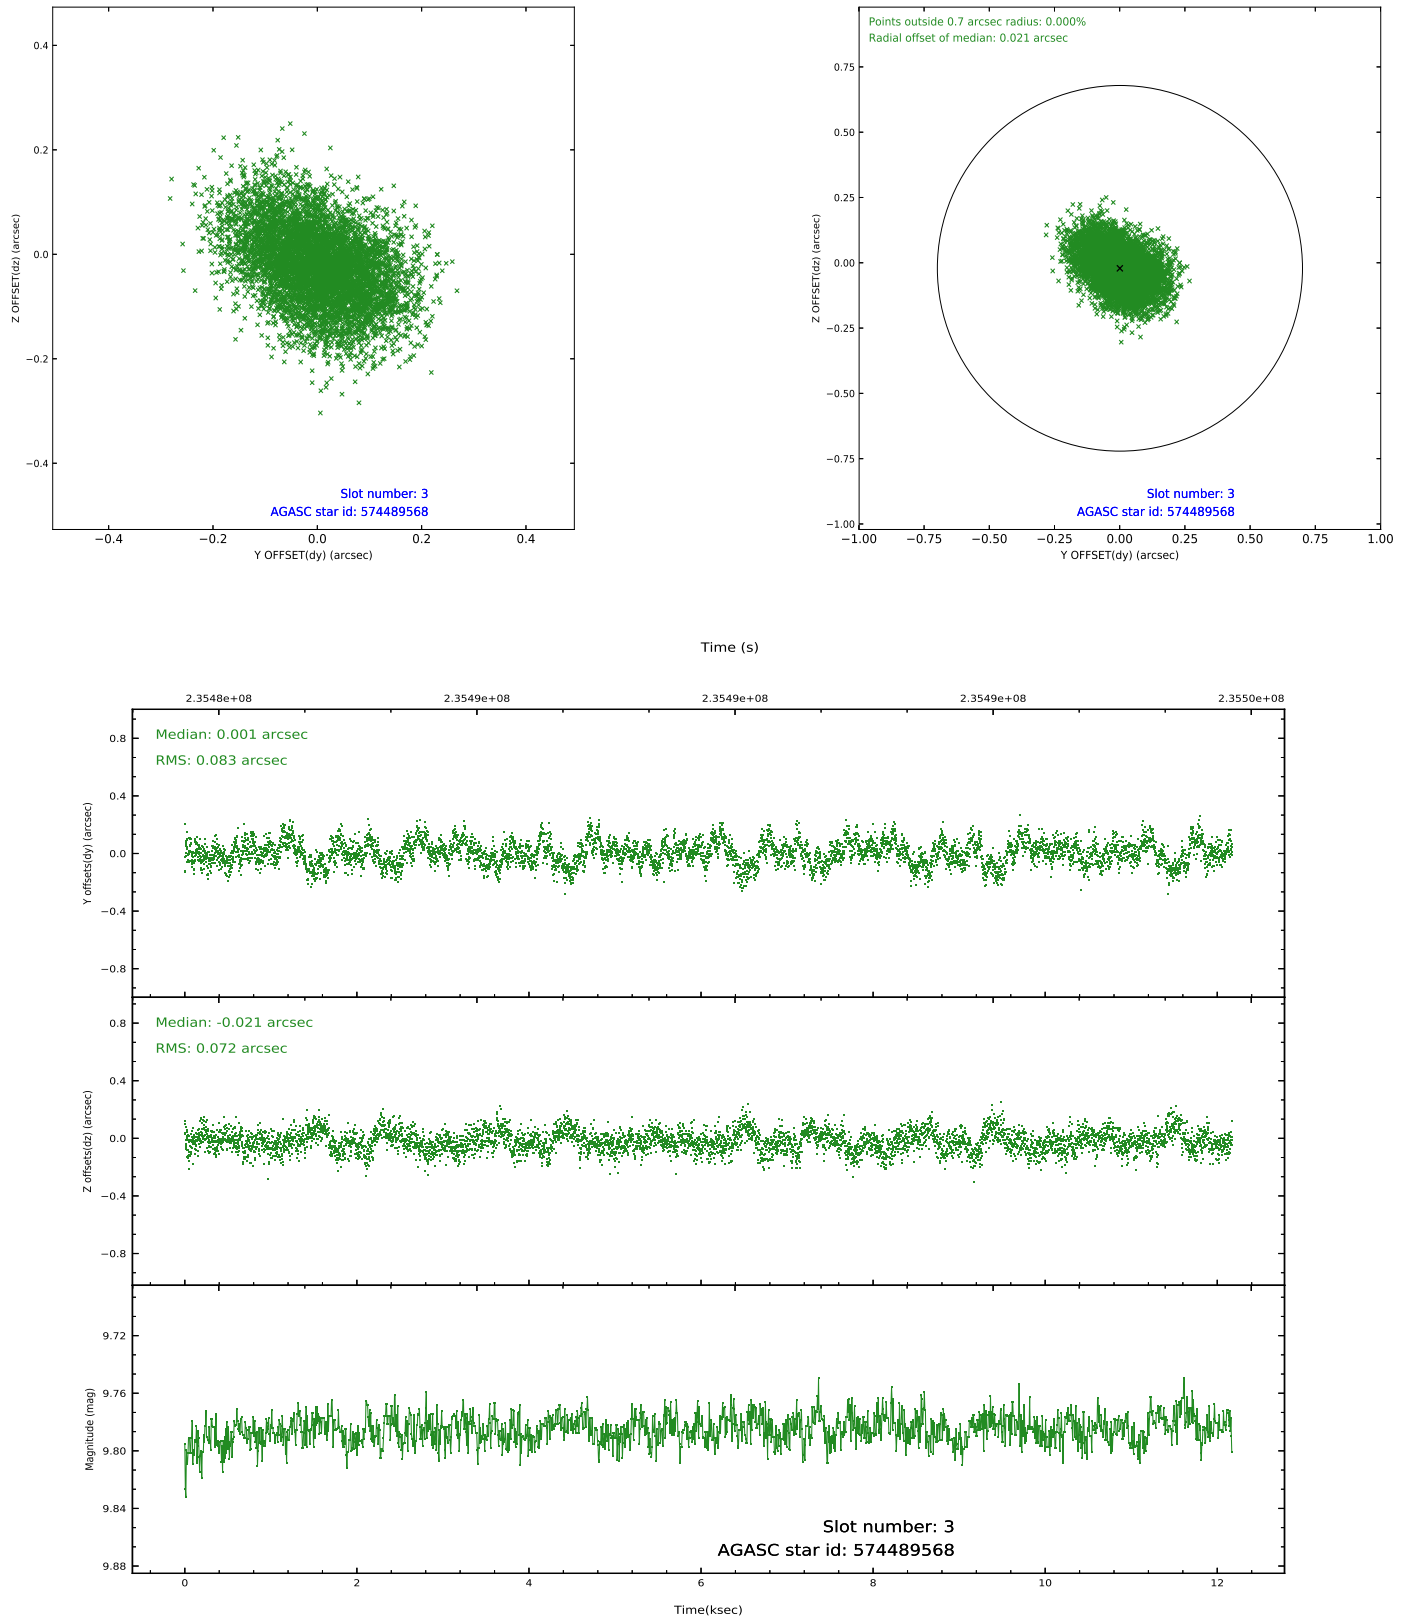 0.4
0.2
0.0
−0.2
−0.4
Z OFFSET(dz) (arcsec)
Slot number: 3
AGASC star id: 574489568
−0.4 −0.2 0.0 0.2 0.4
Y OFFSET(dy) (arcsec)
Points outside 0.7 arcsec radius: 0.000%
Radial offset of median: 0.021 arcsec
0.75
0.50
0.25
0.00
−0.25
−0.50
−0.75
−1.00
Z OFFSET(dz) (arcsec)
Slot number: 3
AGASC star id: 574489568
−1.00 −0.75 −0.50 −0.25 0.00 0.25 0.50 0.75 1.00
Y OFFSET(dy) (arcsec)
Time (s)
2.3548e+08 2.3549e+08 2.3549e+08 2.3549e+08 2.3550e+08
Median: 0.001 arcsec
RMS: 0.083 arcsec
0.8
0.4
0.0
−0.4
−0.8
Y offsets(dy) (arcsec)
Median: -0.021 arcsec
RMS: 0.072 arcsec
0.8
0.4
0.0
−0.4
−0.8
Z offsets(dz) (arcsec)
9.72
9.76
9.80
9.84
9.88
Magnitude (mag)
Slot number: 3
AGASC star id: 574489568
0 2 4 6 8 10 12
Time(ksec)